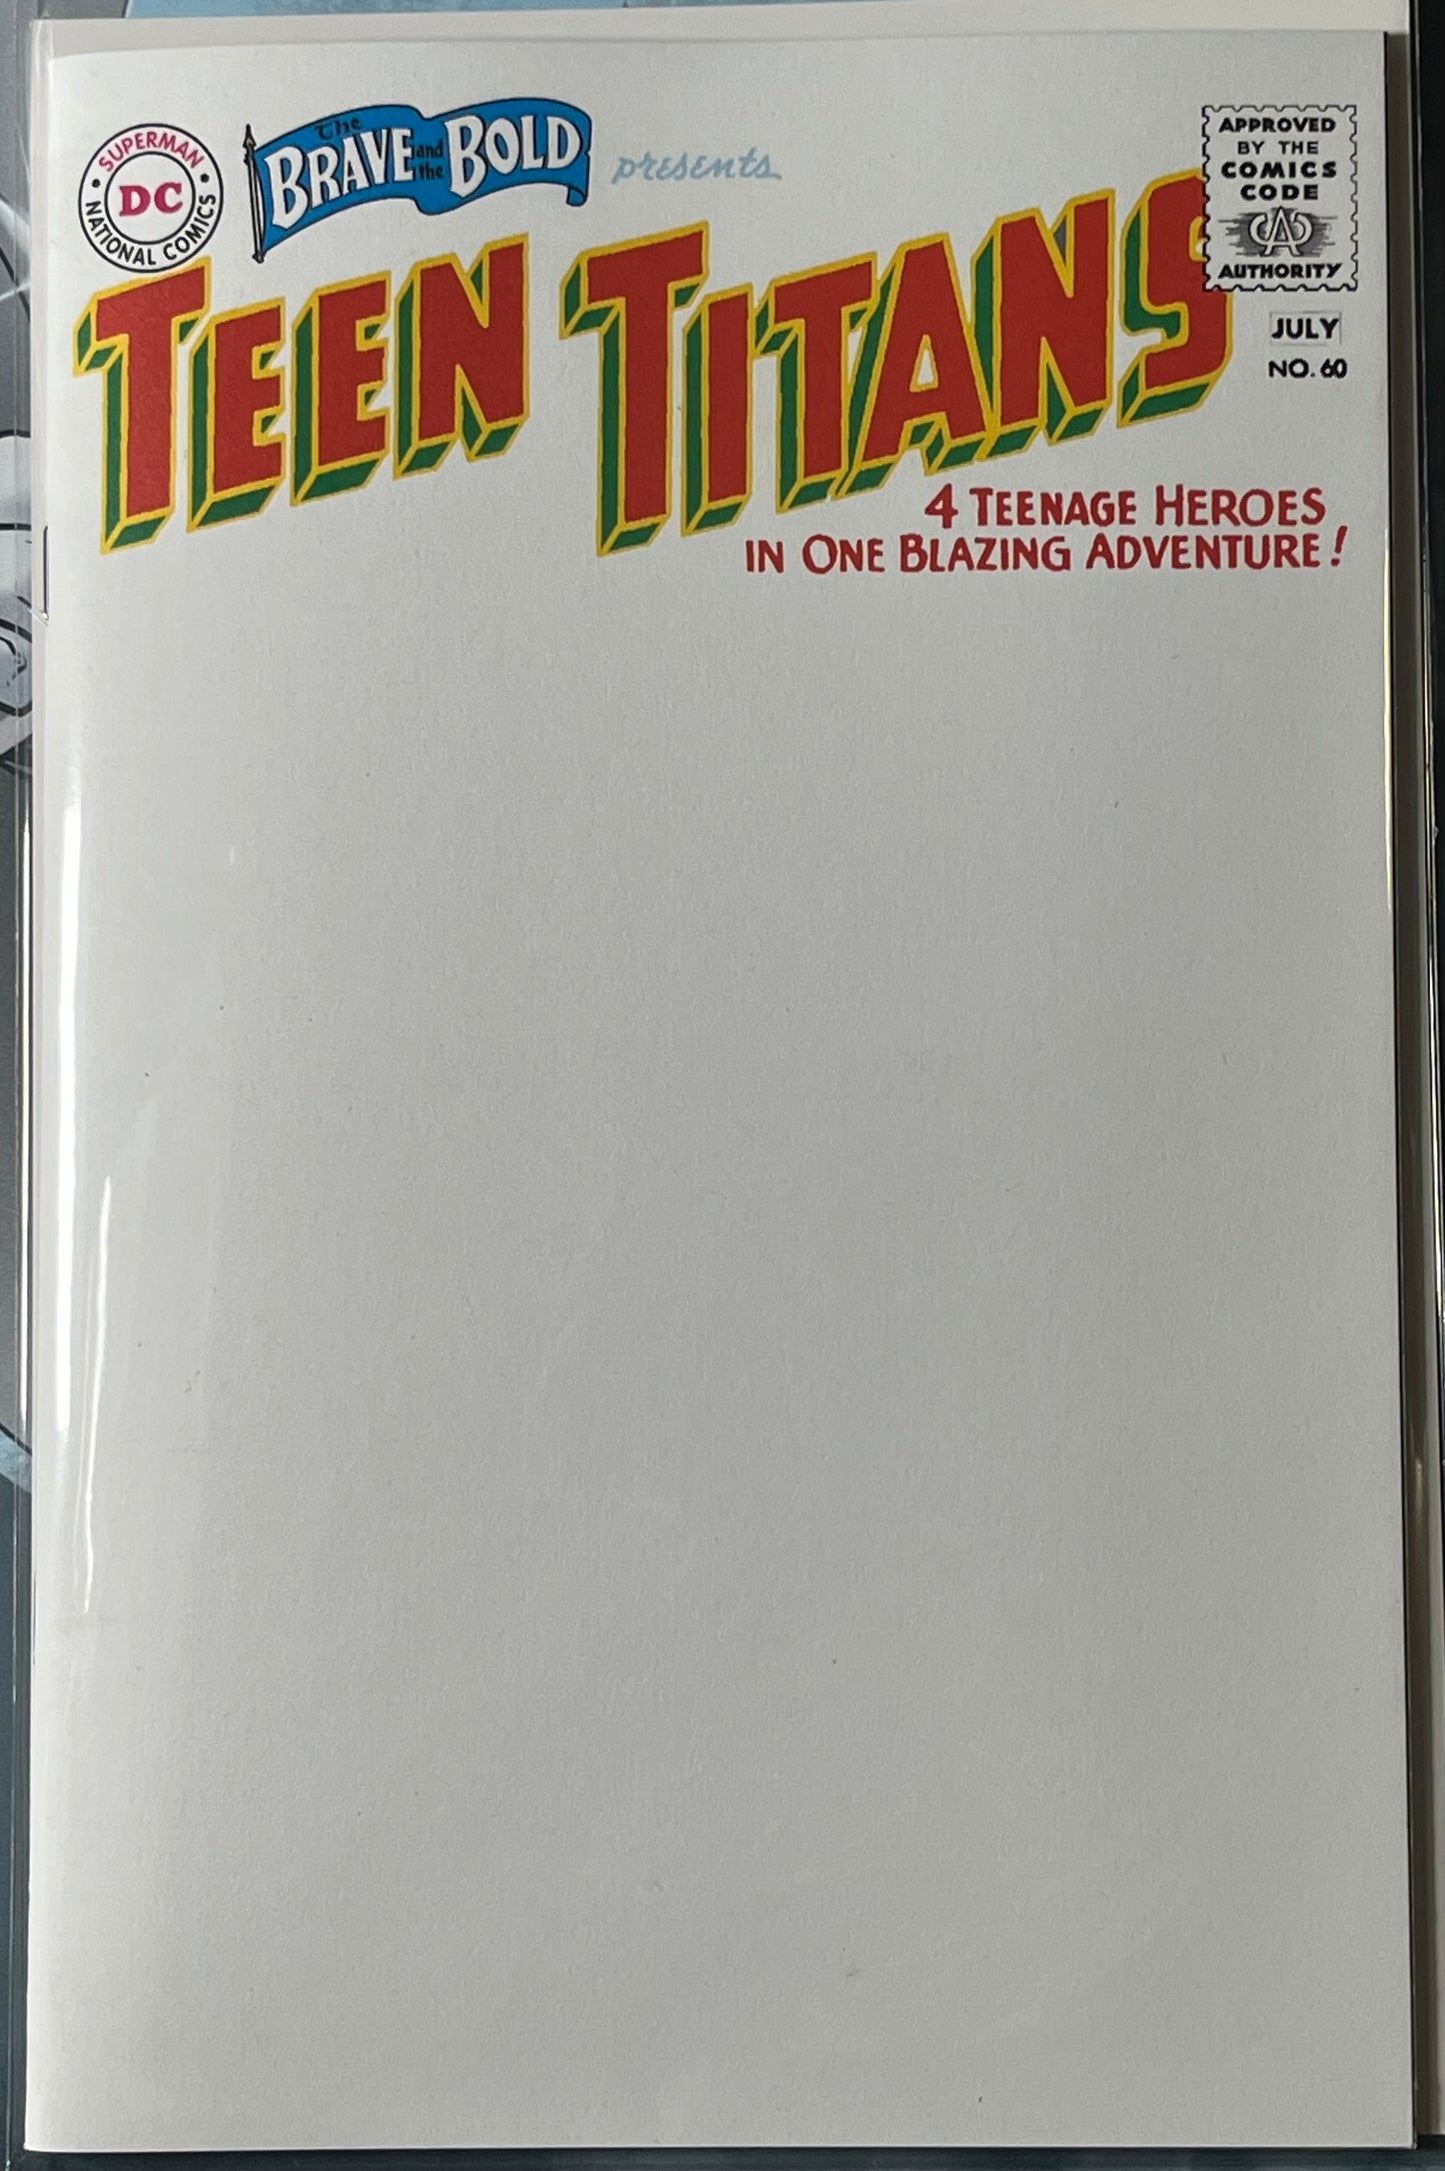 SUPERMAN
DC
NATIONAL COMICS
The
BRAVE and the BOLD
presents
TEEN TITANS
APPROVED
BY THE
COMICS
CODE
CA
AUTHORITY
JULY
NO. 60
4 TEENAGE HEROES
IN ONE BLAZING ADVENTURE!